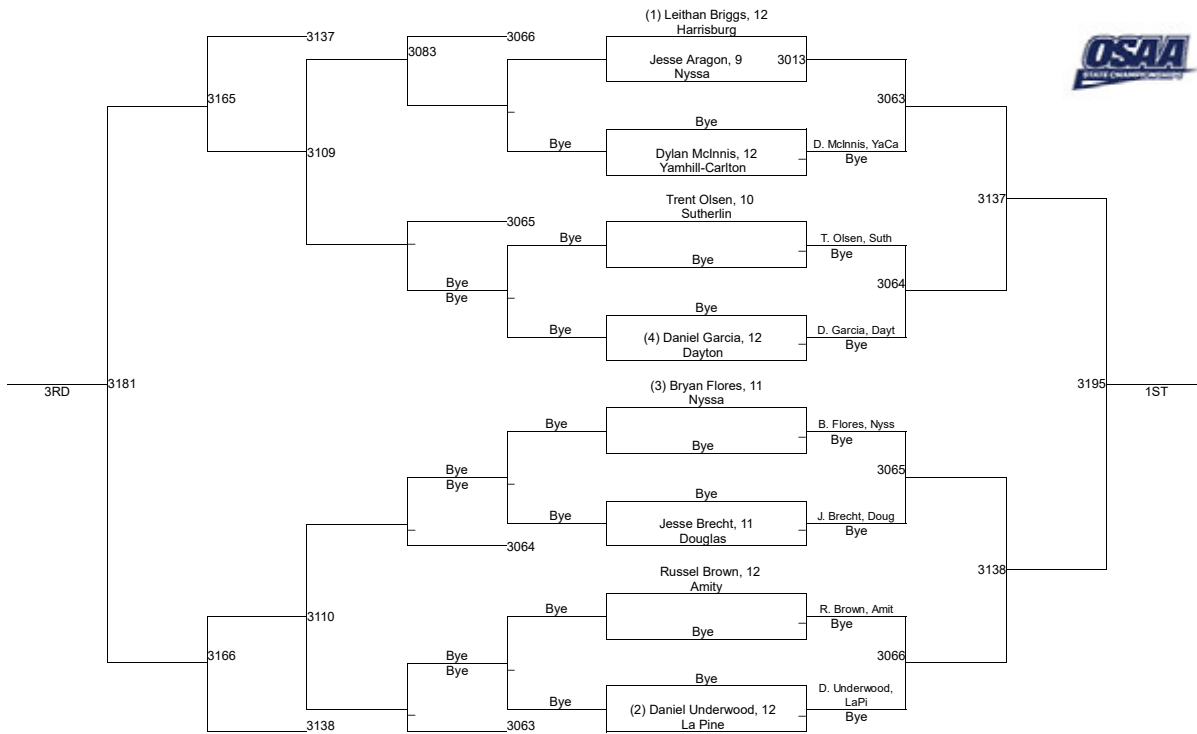 (1) Leithan Briggs, 12
Harrisburg
3137
3066
3083
Jesse Aragon, 9
3013
Nyssa
OSAA
STATE CHAMPIONSHIPS
3165
3063
Bye
Bye
D. McInnis, YaCa
3109
Dylan McInnis, 12
Bye
Yamhill-Carlton
Trent Olsen, 10
3137
Sutherlin
3065
Bye
T. Olsen, Suth
Bye
Bye
Bye
3064
Bye
Bye
Bye
D. Garcia, Dayt
(4) Daniel Garcia, 12
Bye
Dayton
3181
(3) Bryan Flores, 11
3195
3RD
Nyssa
1ST
Bye
B. Flores, Nyss
Bye
Bye
Bye
3065
Bye
Bye
Bye
J. Brecht, Doug
Jesse Brecht, 11
Bye
Douglas
3064
3138
Russel Brown, 12
Amity
Bye
R. Brown, Amit
3110
Bye
Bye
3166
Bye
3066
Bye
Bye
D. Underwood,
Bye
(2) Daniel Underwood, 12
LaPi
3138
3063
La Pine
Bye